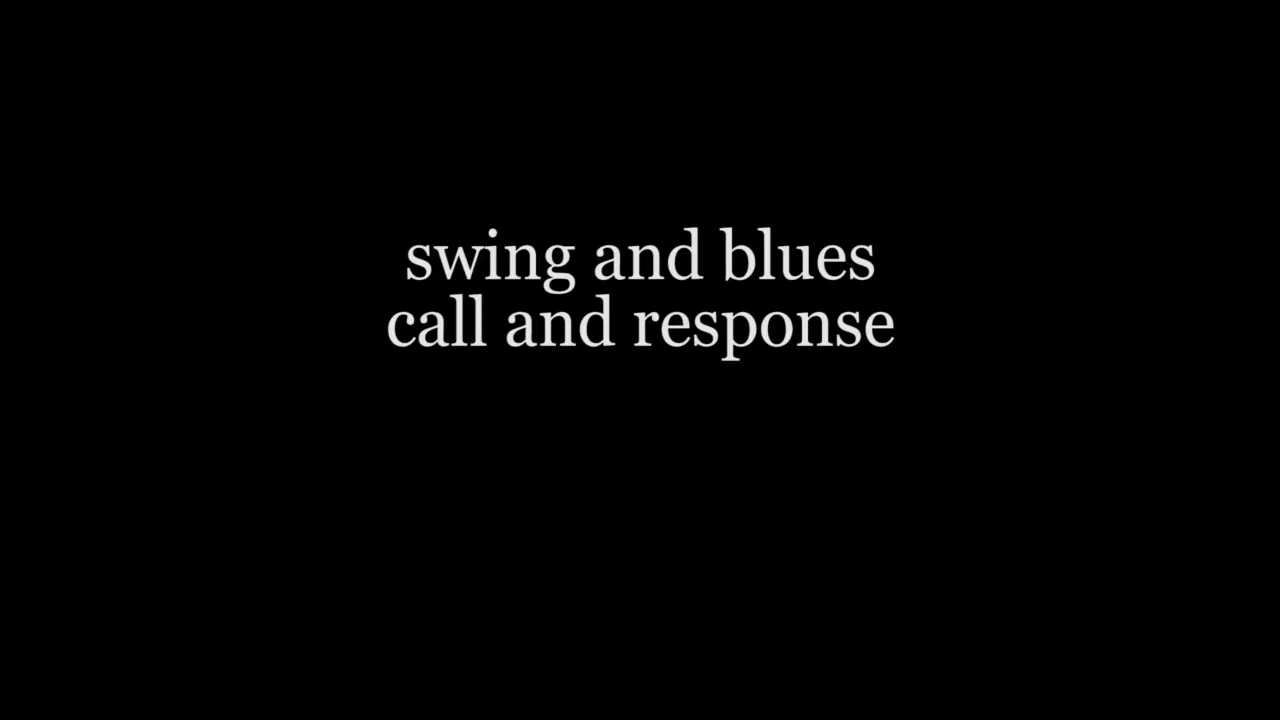 swing and blues
call and response